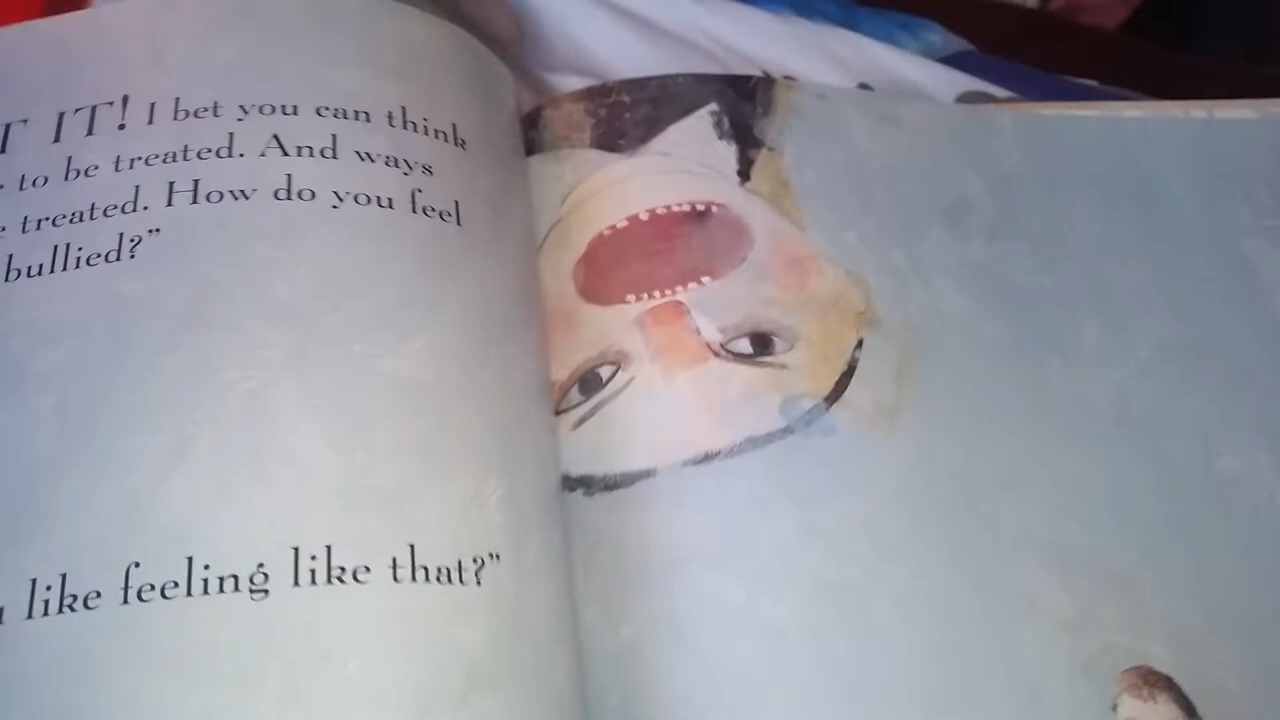 IT! I bet you can think
to be treated. And ways
treated. How do you feel
bullied?”
like feeling like that?”